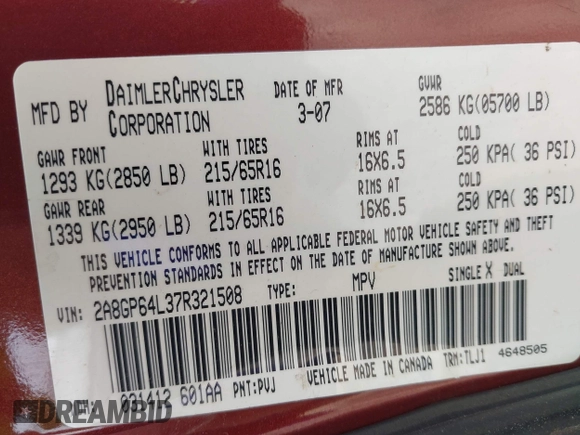 MFD BY DAIMLERCHRYSLER CORPORATION
DATE OF MFR 3-07
GVWR 2586 KG(05700 LB)
GAWR FRONT WITH TIRES RIMS AT COLD
1293 KG(2850 LB) 215/65R16 16X6.5 250 KPA( 36 PSI)
GAWR REAR WITH TIRES RIMS AT COLD
1339 KG(2950 LB) 215/65R16 16X6.5 250 KPA( 36 PSI)
THIS VEHICLE CONFORMS TO ALL APPLICABLE FEDERAL MOTOR VEHICLE SAFETY AND THEFT
PREVENTION STANDARDS IN EFFECT ON THE DATE OF MANUFACTURE SHOWN ABOVE.
VIN: 2A8GP64L37R321508 TYPE: MPV SINGLE X DUAL
031412 601AA PNT:PVJ VEHICLE MADE IN CANADA TRM:TLJ1 4648505
DREAMBID